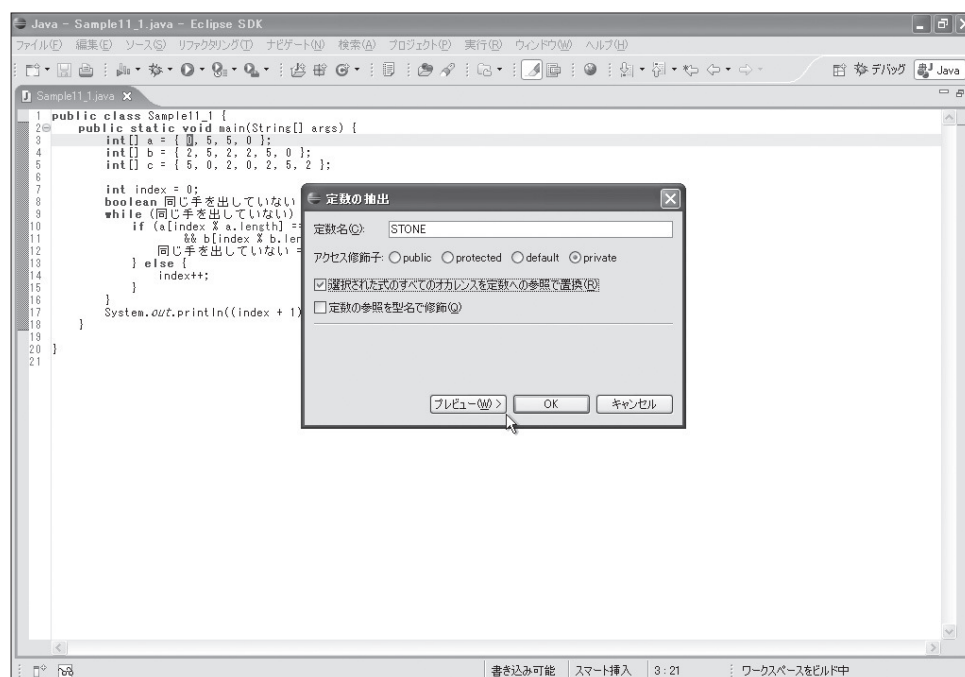 Java - Sample11_1.java - Eclipse SDK
ファイル(F) 編集(E) ソース(S) リファクタリング(T) ナビゲート(N) 検索(A) プロジェクト(P) 実行(R) ウィンドウ(W) ヘルプ(H)
デバッグ Java
Sample11_1.java
1 public class Sample11_1 {
2 public static void main(String[] args) {
3 int[] a = { 0, 5, 5, 0 };
4 int[] b = { 2, 5, 2, 2, 5, 0 };
5 int[] c = { 5, 0, 2, 0, 2, 5, 2 };
6
7 int index = 0;
8 boolean 同じ手を出していない
9 while (同じ手を出していない)
10 if (a[index % a.length] ==
11 && b[index % b.len
12 同じ手を出していない =
13 } else {
14 index++;
15 }
16 }
17 System.out.println((index + 1)
18 }
19
20 }
21
定数の抽出
定数名(C): STONE
アクセス修飾子: public protected default private
選択された式のすべてのオカレンスを定数への参照で置換(R)
定数の参照を型名で修飾(Q)
プレビュー(W) > OK キャンセル
書き込み可能 スマート挿入 3 : 21 ワークスペースをビルド中